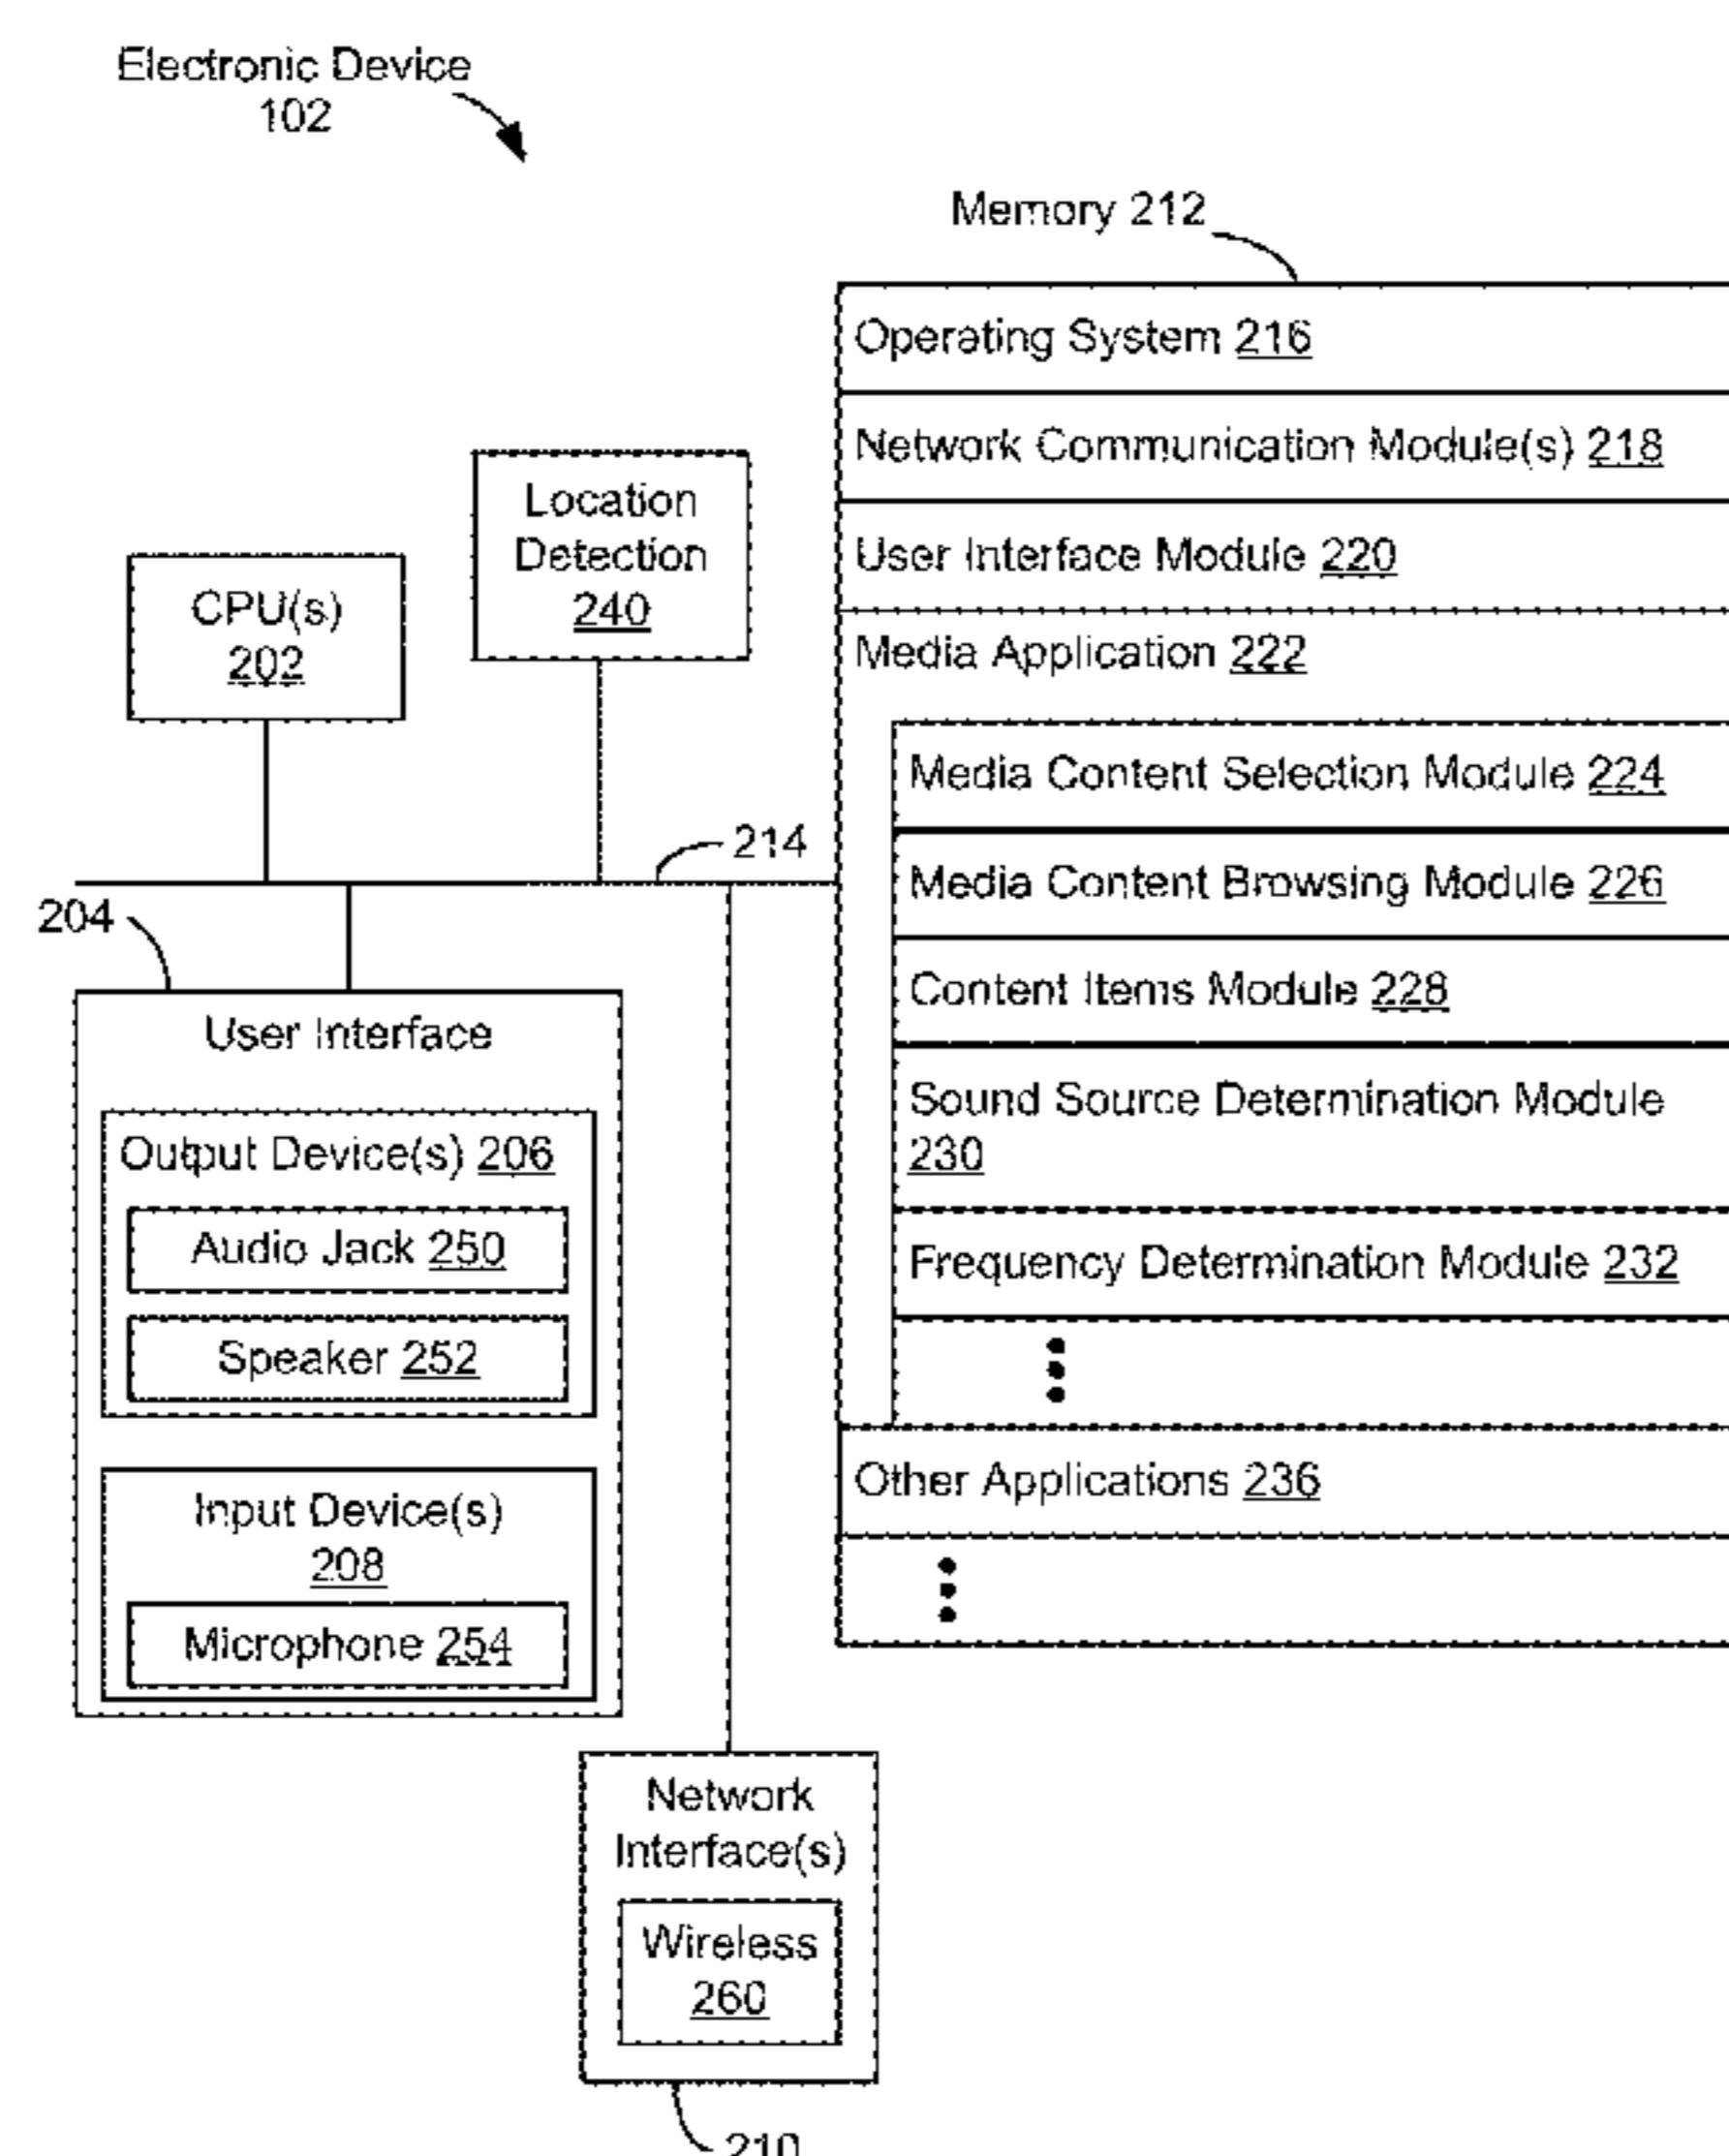 Electronic Device
102
Memory 212
Operating System 216
Network Communication Module(s) 218
User Interface Module 220
Media Application 222
Media Content Selection Module 224
Media Content Browsing Module 226
Content Items Module 228
Sound Source Determination Module
230
Frequency Determination Module 232
Other Applications 236
Location
Detection
240
CPU(s)
202
214
204
User Interface
Output Device(s) 206
Audio Jack 250
Speaker 252
Input Device(s)
208
Microphone 254
Network
Interface(s)
Wireless
260
210